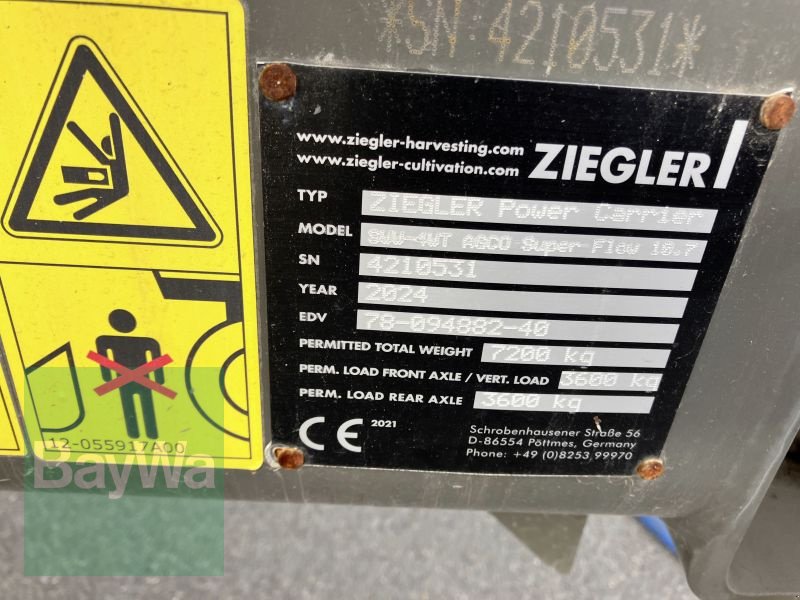 *SN:4210531*
www.ziegler-harvesting.com
www.ziegler-cultivation.com
ZIEGLER
TYP ZIEGLER Power Carrier
MODEL SWW-4WT AGCO Super Flow 10.7
SN 4210531
YEAR 2024
EDV 78-094882-40
PERMITTED TOTAL WEIGHT 7200 kg
PERM. LOAD FRONT AXLE / VERT. LOAD 3600 kg
PERM. LOAD REAR AXLE 3600 kg
CE 2021
Schrobenhausener Straße 56
D-86554 Pöttmes, Germany
Phone: +49 (0)8253 99970
12-055917A00
BayWa